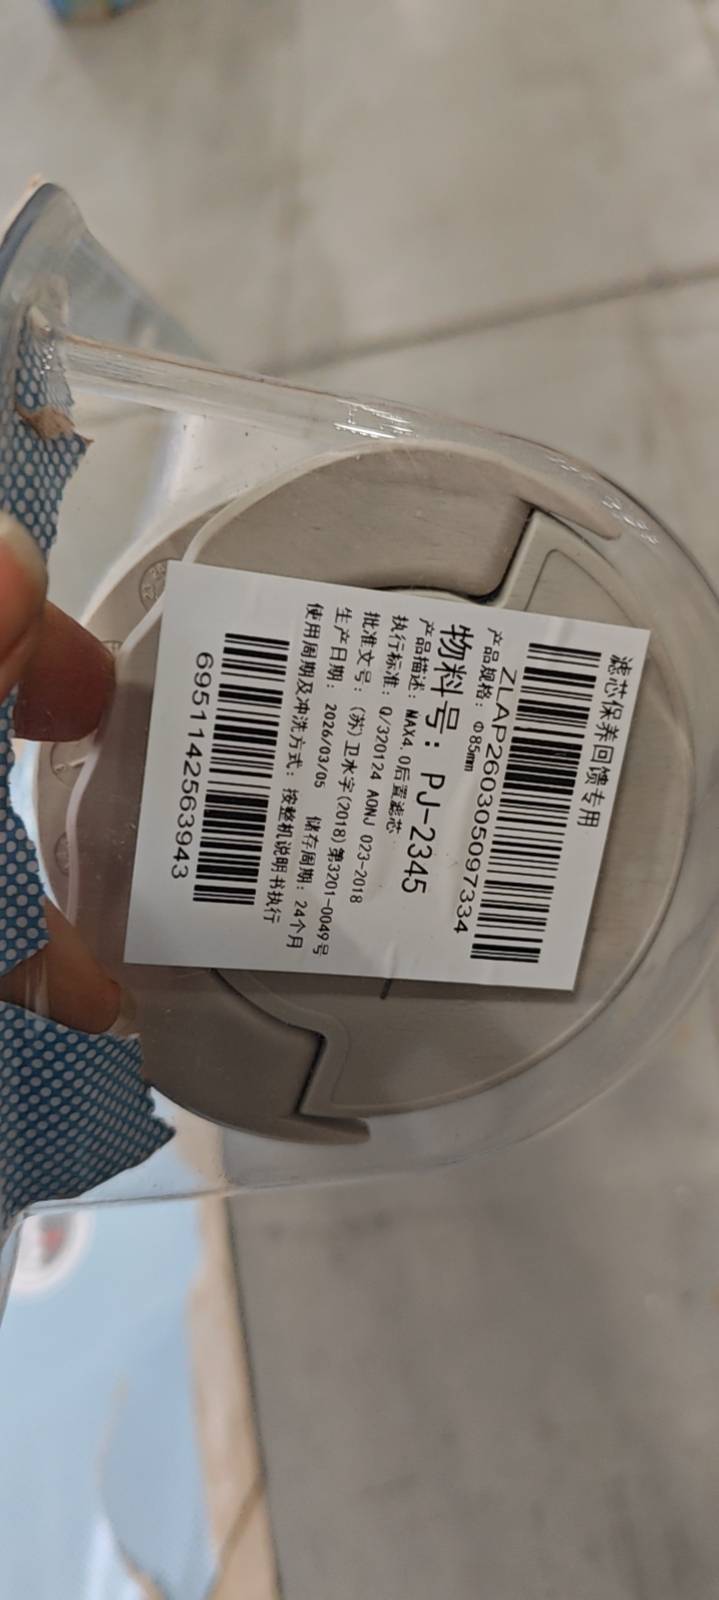 滤芯保养回馈专用
ZLAP260305097334
产品规格：Φ85mm
物料号：PJ-2345
产品描述：MAX4.0后置滤芯
执行标准：Q/320124 AONJ 023-2018
批准文号：(苏)卫水字(2018)第3201-0049号
生产日期：2026/03/05 储存周期：24个月
使用周期及冲洗方式：按整机说明书执行
6951142563943